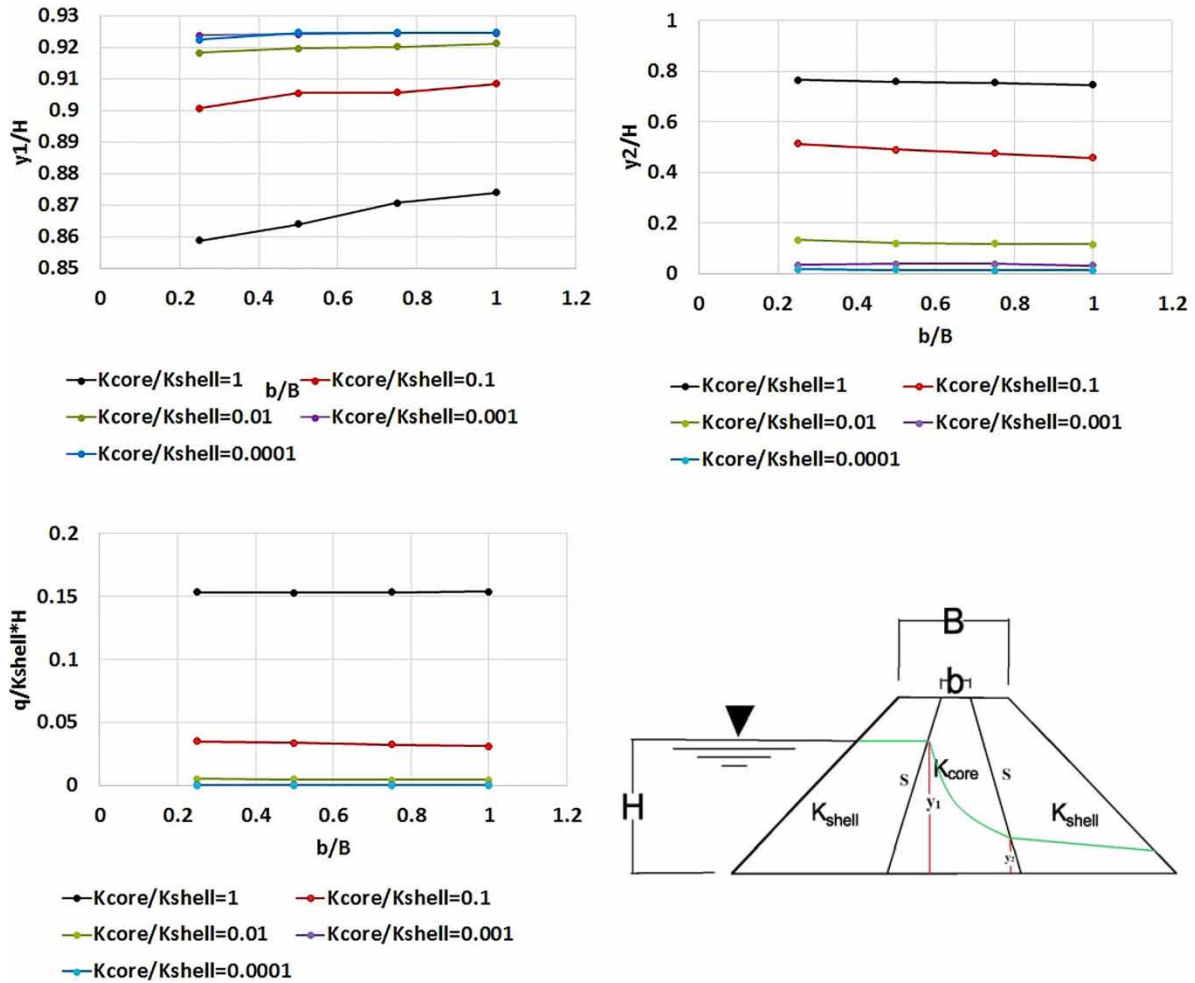 0.93
0.92
0.91
0.9
0.89
0.88
0.87
0.86
0.85
y1/H
0 0.2 0.4 0.6 0.8 1 1.2
b/B
Kcore/Kshell=1 Kcore/Kshell=0.1
Kcore/Kshell=0.01 Kcore/Kshell=0.001
Kcore/Kshell=0.0001
1
0.8
0.6
0.4
0.2
0
y2/H
0 0.2 0.4 0.6 0.8 1 1.2
b/B
Kcore/Kshell=1 Kcore/Kshell=0.1
Kcore/Kshell=0.01 Kcore/Kshell=0.001
Kcore/Kshell=0.0001
0.2
0.15
0.1
0.05
0
q/Kshell*H
0 0.2 0.4 0.6 0.8 1 1.2
b/B
Kcore/Kshell=1 Kcore/Kshell=0.1
Kcore/Kshell=0.01 Kcore/Kshell=0.001
Kcore/Kshell=0.0001
B
b
H
S Kcore S
Kshell y1 Kshell
y2